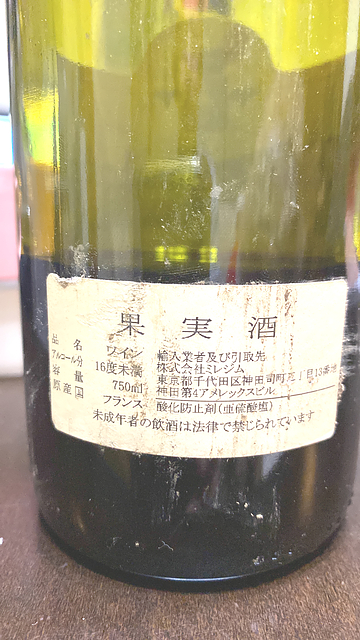 果実酒
品名 ワイン 輸入業者及び引取先
アルコール分 16度未満 株式会社ミレジム
容量 750ml 東京都千代田区神田司町2丁目13番地
原産国 フランス 神田第4アメレックスビル
酸化防止剤(亜硫酸塩)
未成年者の飲酒は法律で禁じられています